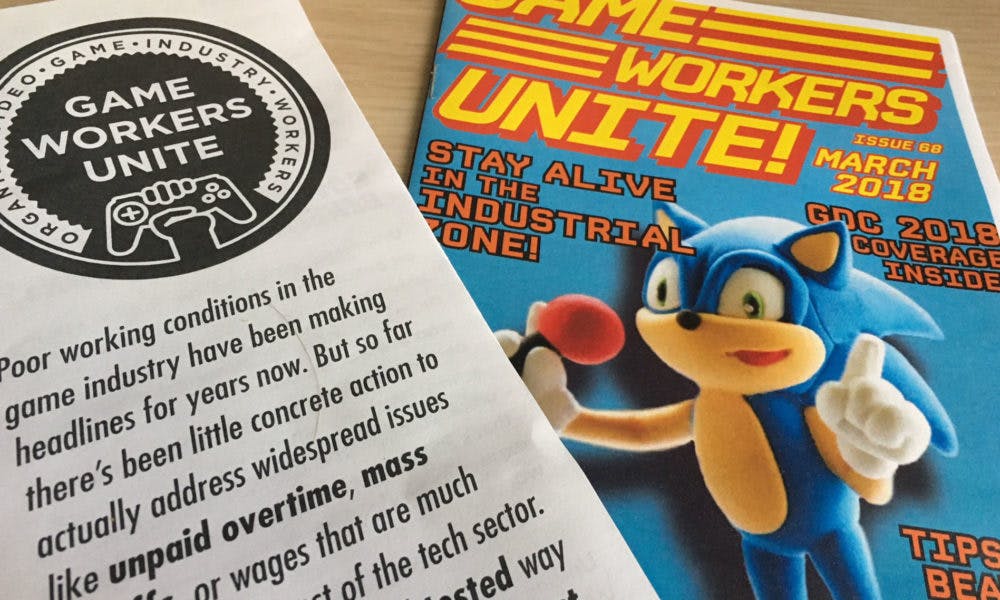 VIDEO•GAME•INDUSTRY•WORKERS
GAME
WORKERS
UNITE
Poor working conditions in the
game industry have been making
headlines for years now. But so far
there's been little concrete action to
actually address widespread issues
like unpaid overtime, mass
or wages that are much
of the tech sector.
way
GAME
WORKERS
UNITE!
ISSUE 68
MARCH
2018
STAY ALIVE
IN THE
INDUSTRIAL
ZONE!
GDC 2018
COVERAGE
INSIDE
TIPS